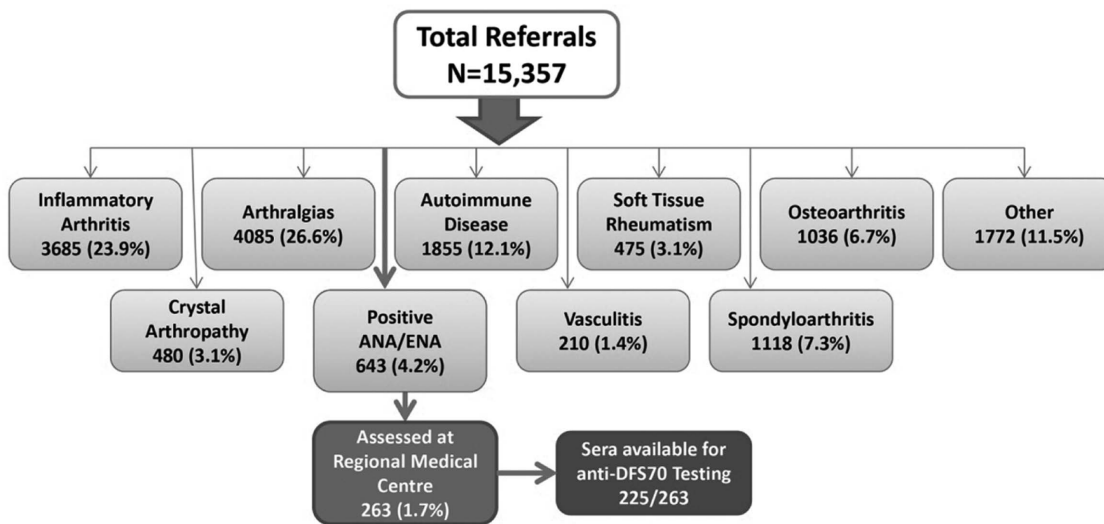 Total Referrals
N=15,357
Inflammatory
Arthritis
3685 (23.9%)
Arthralgias
4085 (26.6%)
Autoimmune
Disease
1855 (12.1%)
Soft Tissue
Rheumatism
475 (3.1%)
Osteoarthritis
1036 (6.7%)
Other
1772 (11.5%)
Crystal
Arthropathy
480 (3.1%)
Positive
ANA/ENA
643 (4.2%)
Vasculitis
210 (1.4%)
Spondyloarthritis
1118 (7.3%)
Assessed at
Regional Medical
Centre
263 (1.7%)
Sera available for
anti-DFS70 Testing
225/263